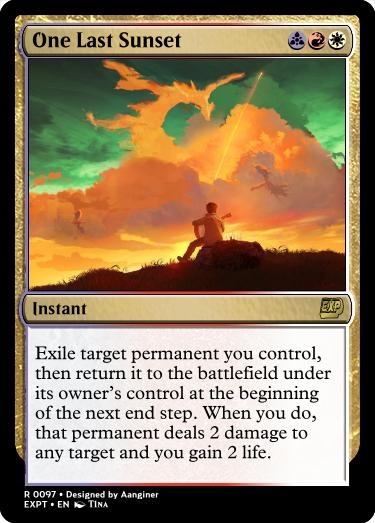 One Last Sunset
Instant
EXP
Exile target permanent you control,
then return it to the battlefield under
its owner's control at the beginning
of the next end step. When you do,
that permanent deals 2 damage to
any target and you gain 2 life.
R 0097 • Designed by Aanginer
EXPT • EN TINA